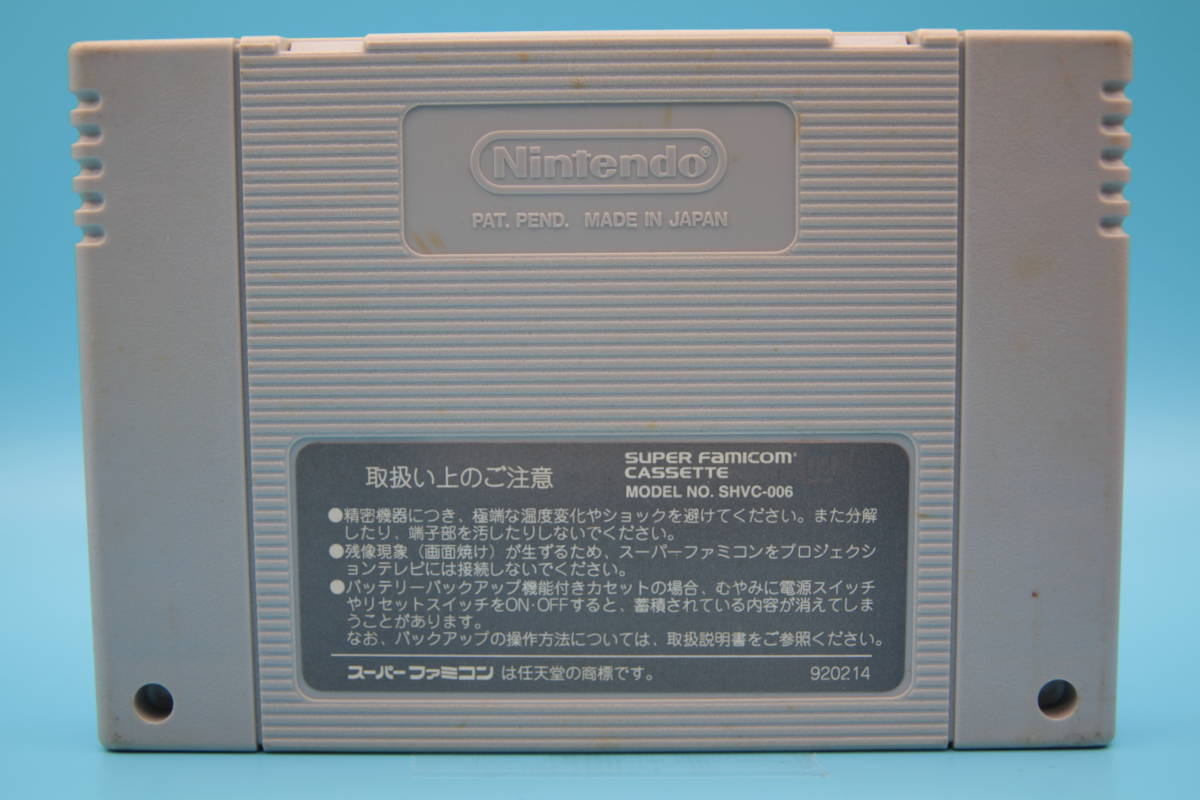 Nintendo®
PAT. PEND. MADE IN JAPAN
取扱い上のご注意
SUPER FAMICOM
CASSETTE
MODEL NO. SHVC-006
●精密機器につき、極端な温度変化やショックを避けてください。また分解
したり、端子部を汚したりしないでください。
●残像現象（画面焼け）が生ずるため、スーパーファミコンをプロジェクシ
ョンテレビには接続しないでください。
●バッテリーバックアップ機能付きカセットの場合、むやみに電源スイッチ
やリセットスイッチをON・OFFすると、蓄積されている内容が消えてしま
うことがあります。
なお、バックアップの操作方法については、取扱説明書をご参照ください。
スーパーファミコンは任天堂の商標です。
920214